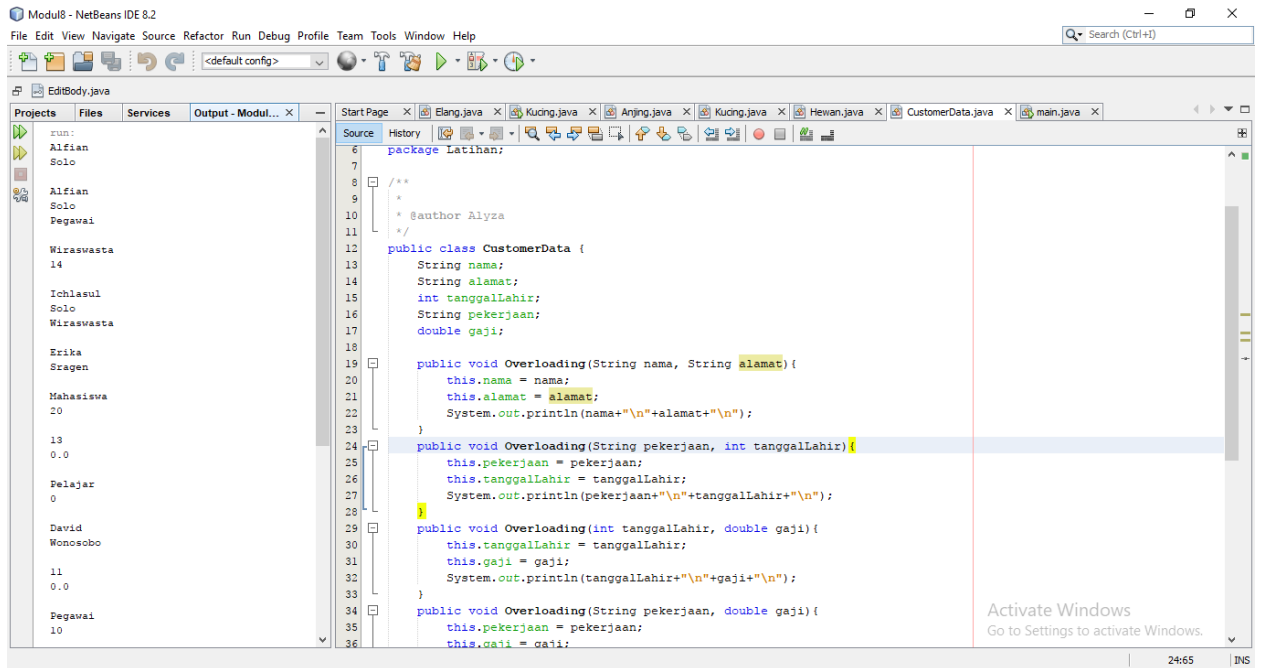 Modul8 - NetBeans IDE 8.2
File Edit View Navigate Source Refactor Run Debug Profile Team Tools Window Help
Search (Ctrl+I)
<default config>
EditBody.java
Projects Files Services Output - Modul...
run:
Alfian
Solo
Alfian
Solo
Pegawai
Wiraswasta
14
Ichlasul
Solo
Wiraswasta
Erika
Sragen
Mahasiswa
20
13
0.0
Pelajar
0
David
Wonosobo
11
0.0
Pegawai
10
Start Page Elang.java Kucing.java Anjing.java Kucing.java Hewan.java CustomerData.java main.java
Source History
6 package Latihan;
7
8 /**
9 *
10 * @author Alyza
11 */
12 public class CustomerData {
13 String nama;
14 String alamat;
15 int tanggalLahir;
16 String pekerjaan;
17 double gaji;
18
19 public void Overloading(String nama, String alamat){
20 this.nama = nama;
21 this.alamat = alamat;
22 System.out.println(nama+"\n"+alamat+"\n");
23 }
24 public void Overloading(String pekerjaan, int tanggalLahir){
25 this.pekerjaan = pekerjaan;
26 this.tanggalLahir = tanggalLahir;
27 System.out.println(pekerjaan+"\n"+tanggalLahir+"\n");
28 }
29 public void Overloading(int tanggalLahir, double gaji){
30 this.tanggalLahir = tanggalLahir;
31 this.gaji = gaji;
32 System.out.println(tanggalLahir+"\n"+gaji+"\n");
33 }
34 public void Overloading(String pekerjaan, double gaji){
35 this.pekerjaan = pekerjaan;
36 this.gaji = gaji;
Activate Windows
Go to Settings to activate Windows.
24:65 INS